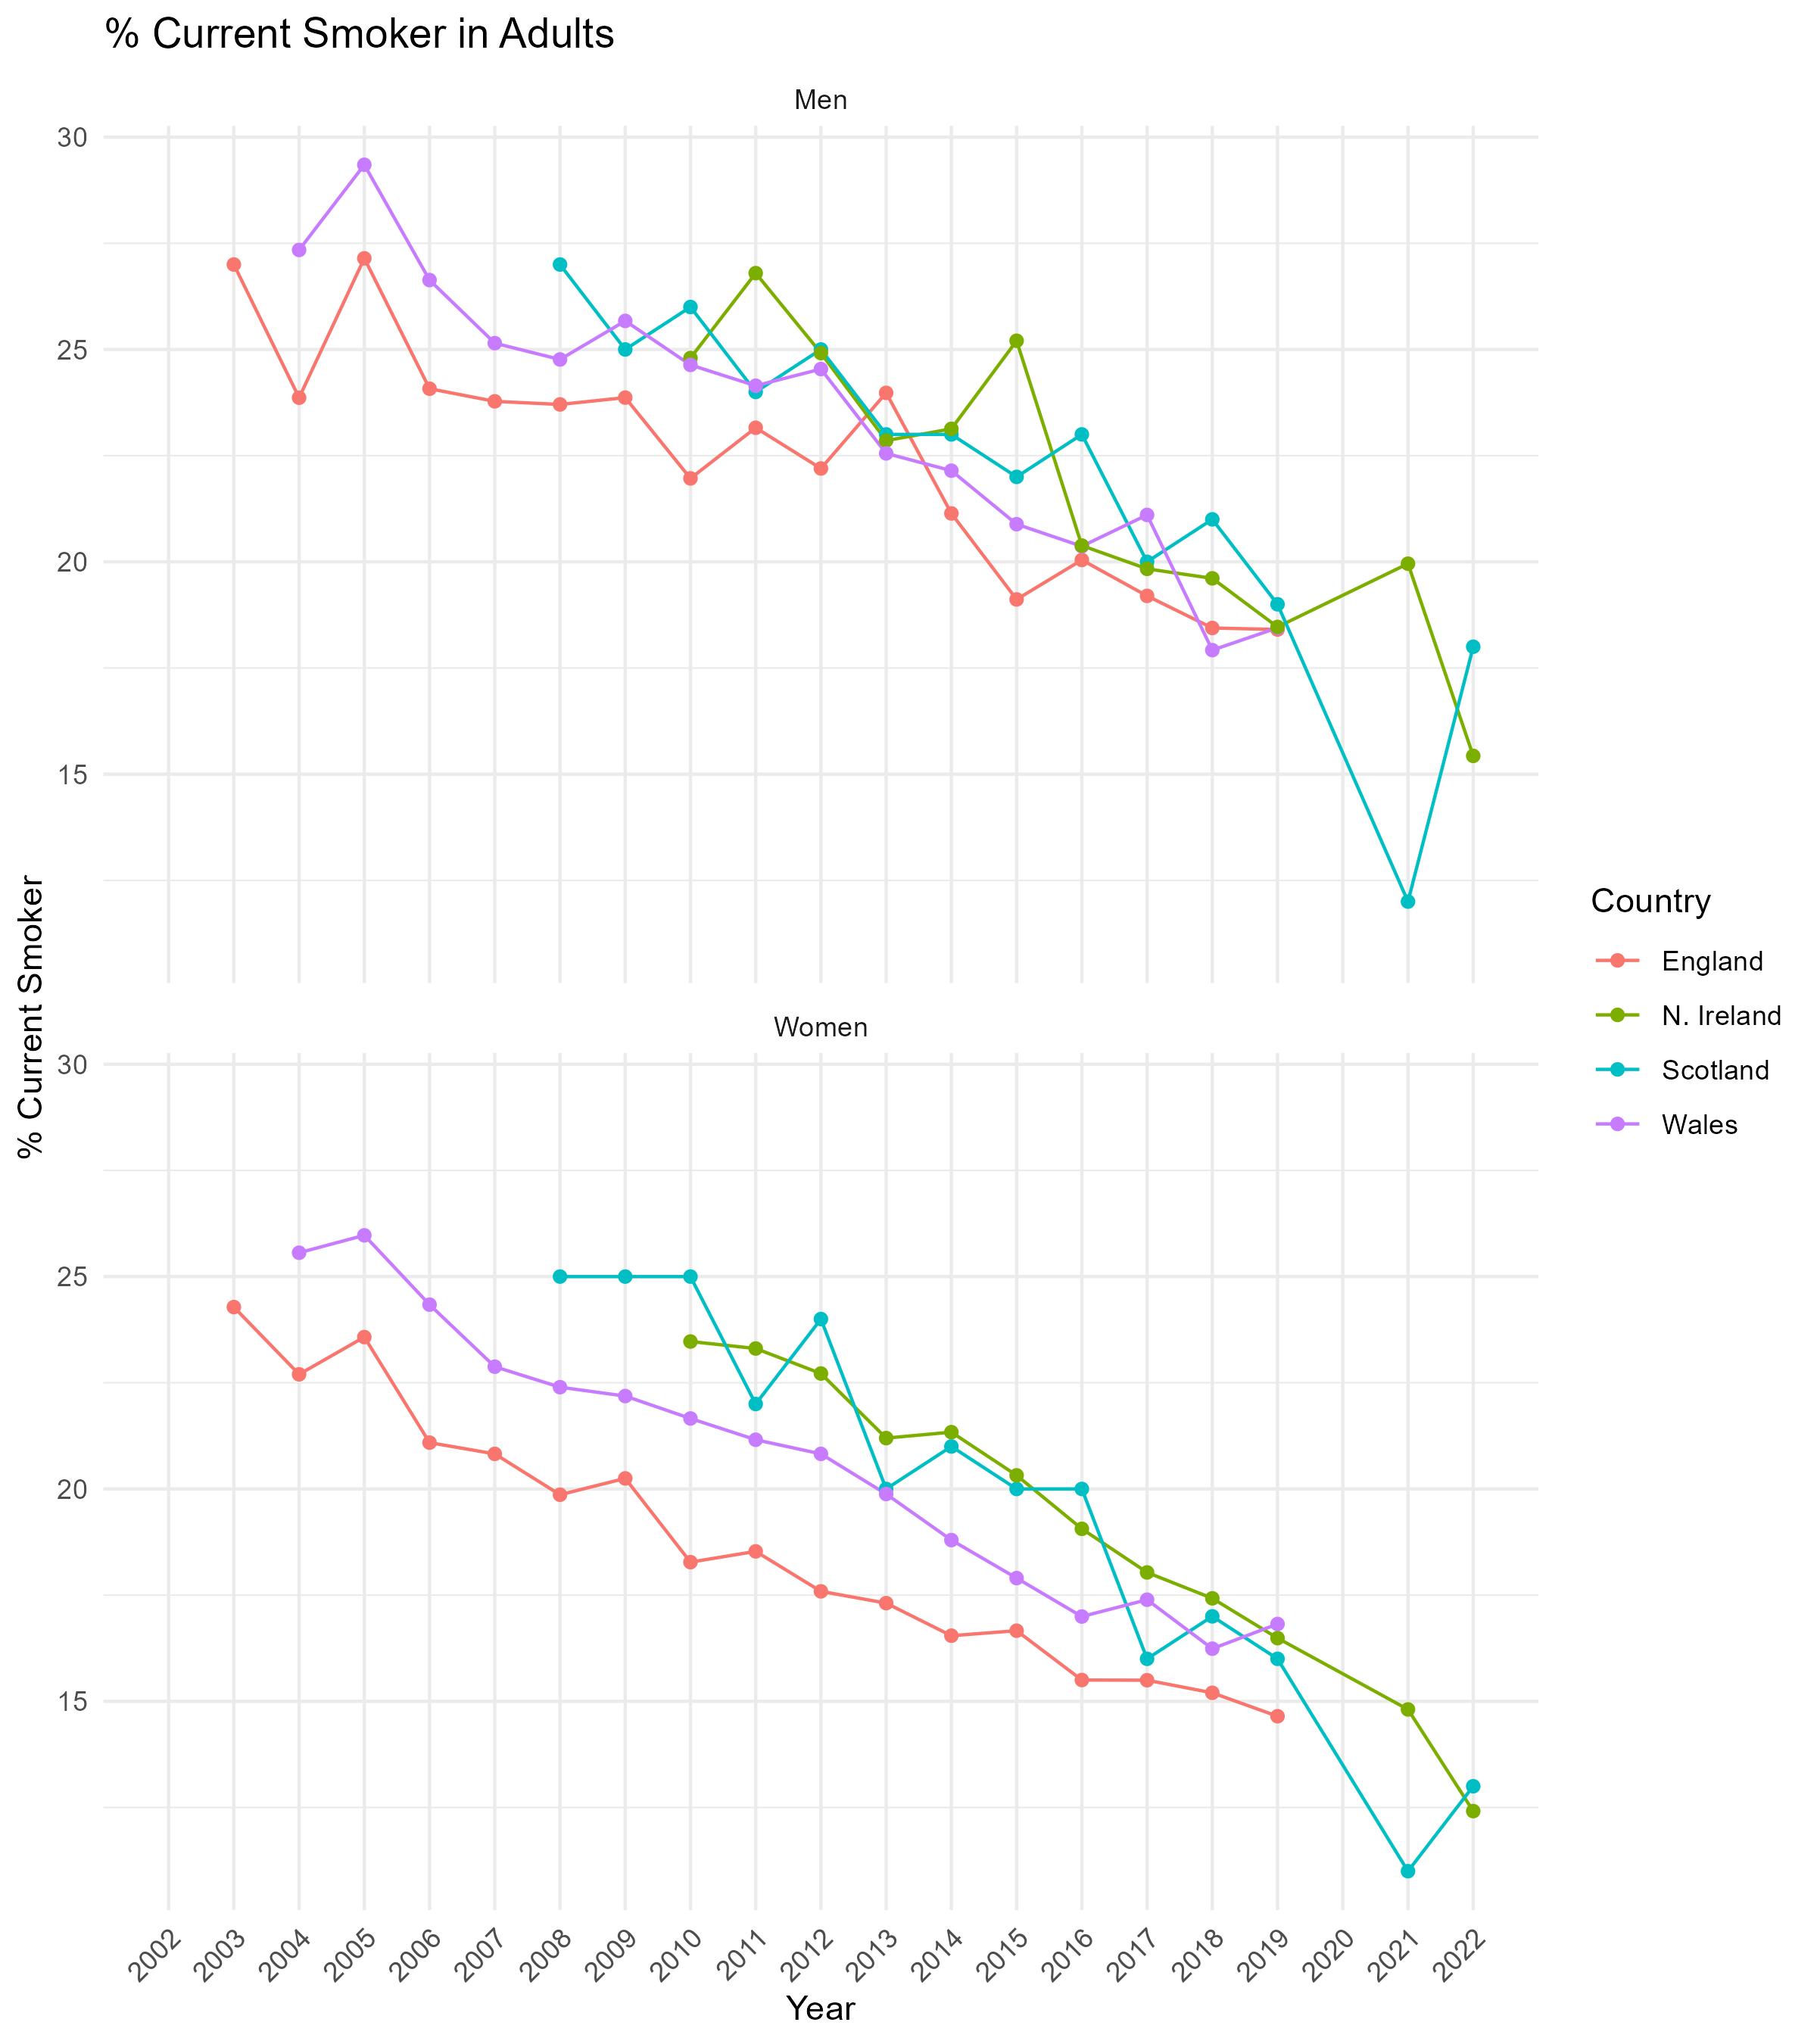 % Current Smoker in Adults
Men
30
25
20
15
% Current Smoker
Women
30
25
20
15
2002 2003 2004 2005 2006 2007 2008 2009 2010 2011 2012 2013 2014 2015 2016 2017 2018 2019 2020 2021 2022
Year
Country
England
N. Ireland
Scotland
Wales